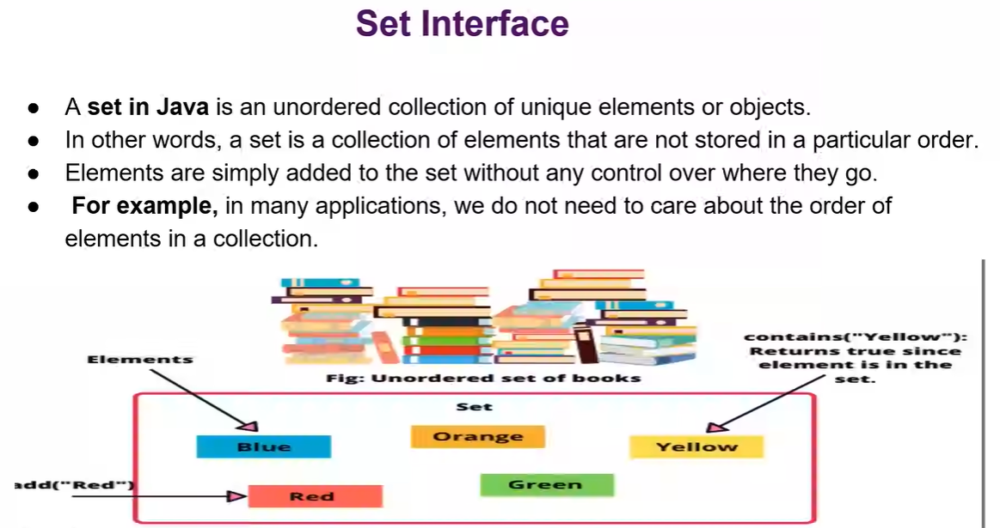 Set Interface
● A set in Java is an unordered collection of unique elements or objects.
● In other words, a set is a collection of elements that are not stored in a particular order.
● Elements are simply added to the set without any control over where they go.
● For example, in many applications, we do not need to care about the order of
elements in a collection.
contains("Yellow"):
Returns true since
element is in the
set.
Elements
Fig: Unordered set of books
Set
Blue
Orange
Yellow
add("Red")
Red
Green